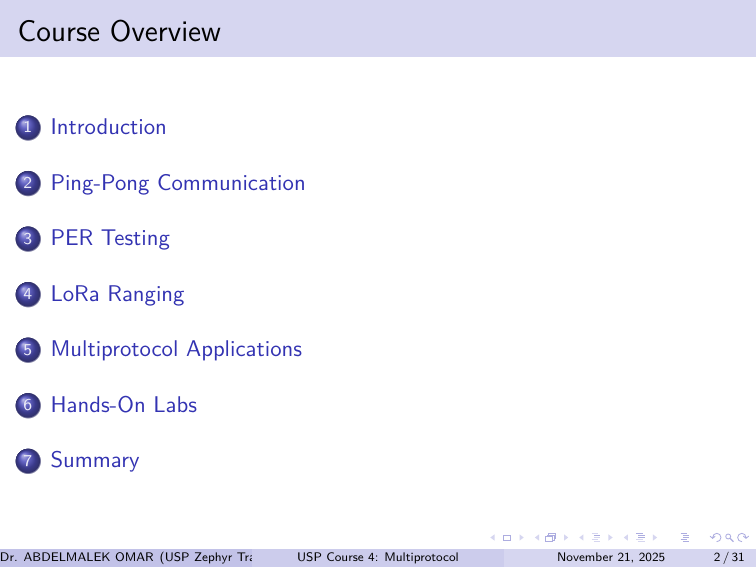 Course Overview
1 Introduction
2 Ping-Pong Communication
3 PER Testing
4 LoRa Ranging
5 Multiprotocol Applications
6 Hands-On Labs
7 Summary
Dr. ABDELMALEK OMAR (USP Zephyr USP Course 4: Multiprotocol November 21, 2025 2 / 31